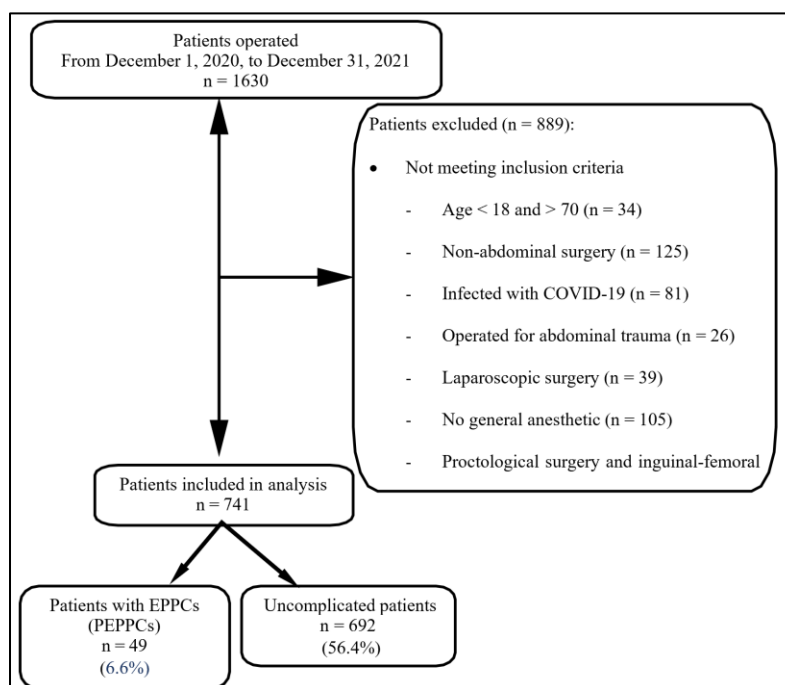 Patients operated
From December 1, 2020, to December 31, 2021
n = 1630
Patients excluded (n = 889):
• Not meeting inclusion criteria
- Age < 18 and > 70 (n = 34)
- Non-abdominal surgery (n = 125)
- Infected with COVID-19 (n = 81)
- Operated for abdominal trauma (n = 26)
- Laparoscopic surgery (n = 39)
- No general anesthetic (n = 105)
- Proctological surgery and inguinal-femoral
Patients included in analysis
n = 741
Patients with EPPCs
(PEPPCs)
n = 49
(6.6%)
Uncomplicated patients
n = 692
(56.4%)